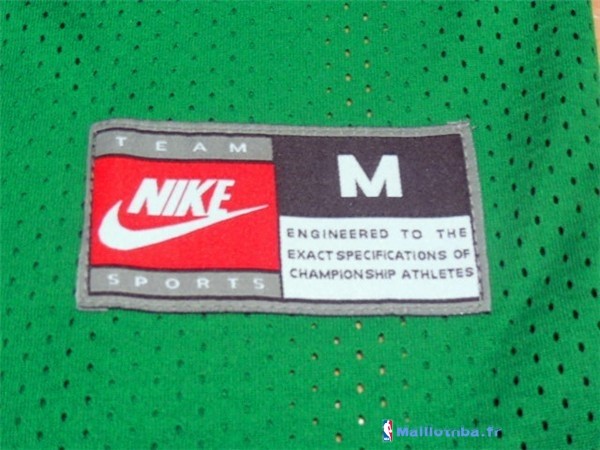 TEAM
NIKE
SPORTS
M
ENGINEERED TO THE
EXACT SPECIFICATIONS OF
CHAMPIONSHIP ATHLETES
Maillotnba.fr